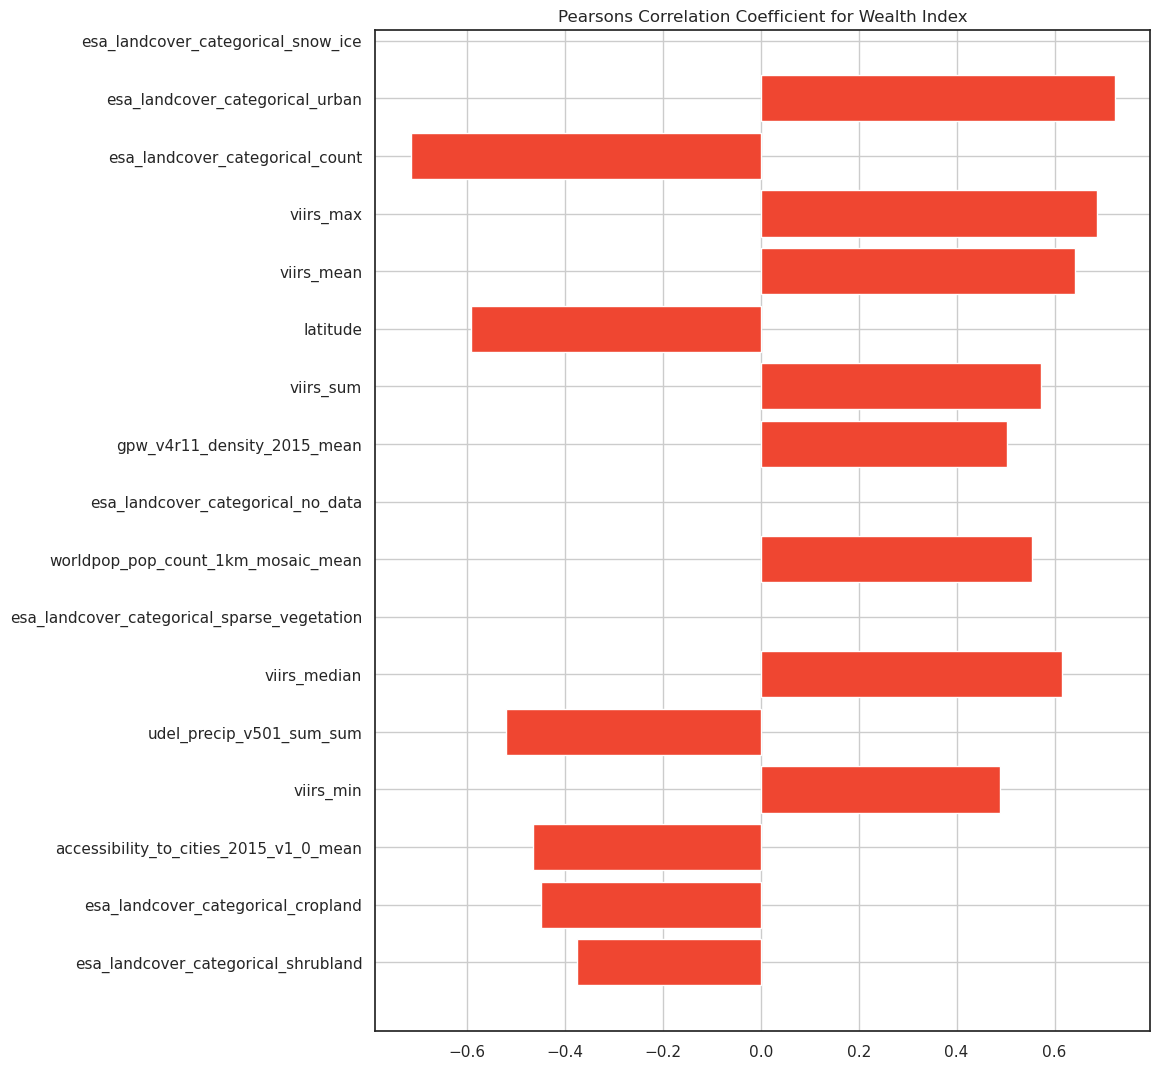 Pearsons Correlation Coefficient for Wealth Index
esa_landcover_categorical_snow_ice
esa_landcover_categorical_urban
esa_landcover_categorical_count
viirs_max
viirs_mean
latitude
viirs_sum
gpw_v4r11_density_2015_mean
esa_landcover_categorical_no_data
worldpop_pop_count_1km_mosaic_mean
esa_landcover_categorical_sparse_vegetation
viirs_median
udel_precip_v501_sum_sum
viirs_min
accessibility_to_cities_2015_v1_0_mean
esa_landcover_categorical_cropland
esa_landcover_categorical_shrubland
−0.6 −0.4 −0.2 0.0 0.2 0.4 0.6